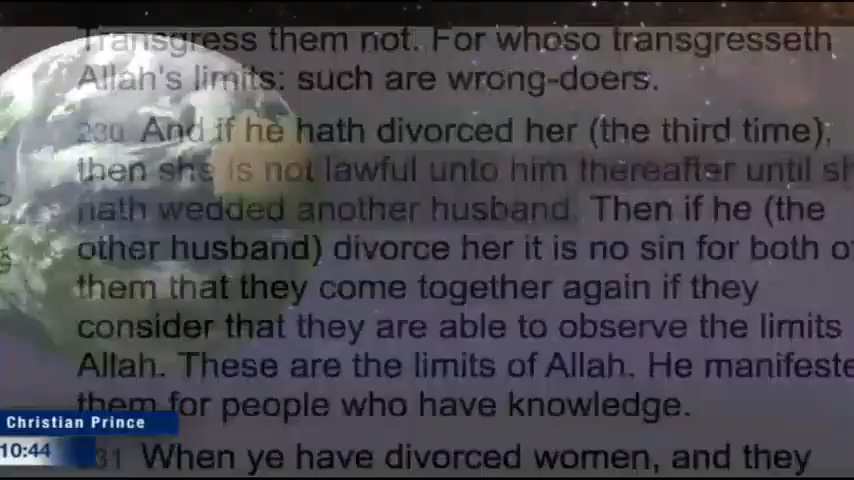 Transgress them not. For whoso transgresseth
Allah's limits: such are wrong-doers.
230. And if he hath divorced her (the third time),
then she is not lawful unto him thereafter until sh
hath wedded another husband. Then if he (the
other husband) divorce her it is no sin for both o
them that they come together again if they
consider that they are able to observe the limits
Allah. These are the limits of Allah. He manifeste
them for people who have knowledge.
Christian Prince
10:44
31 When ye have divorced women, and they